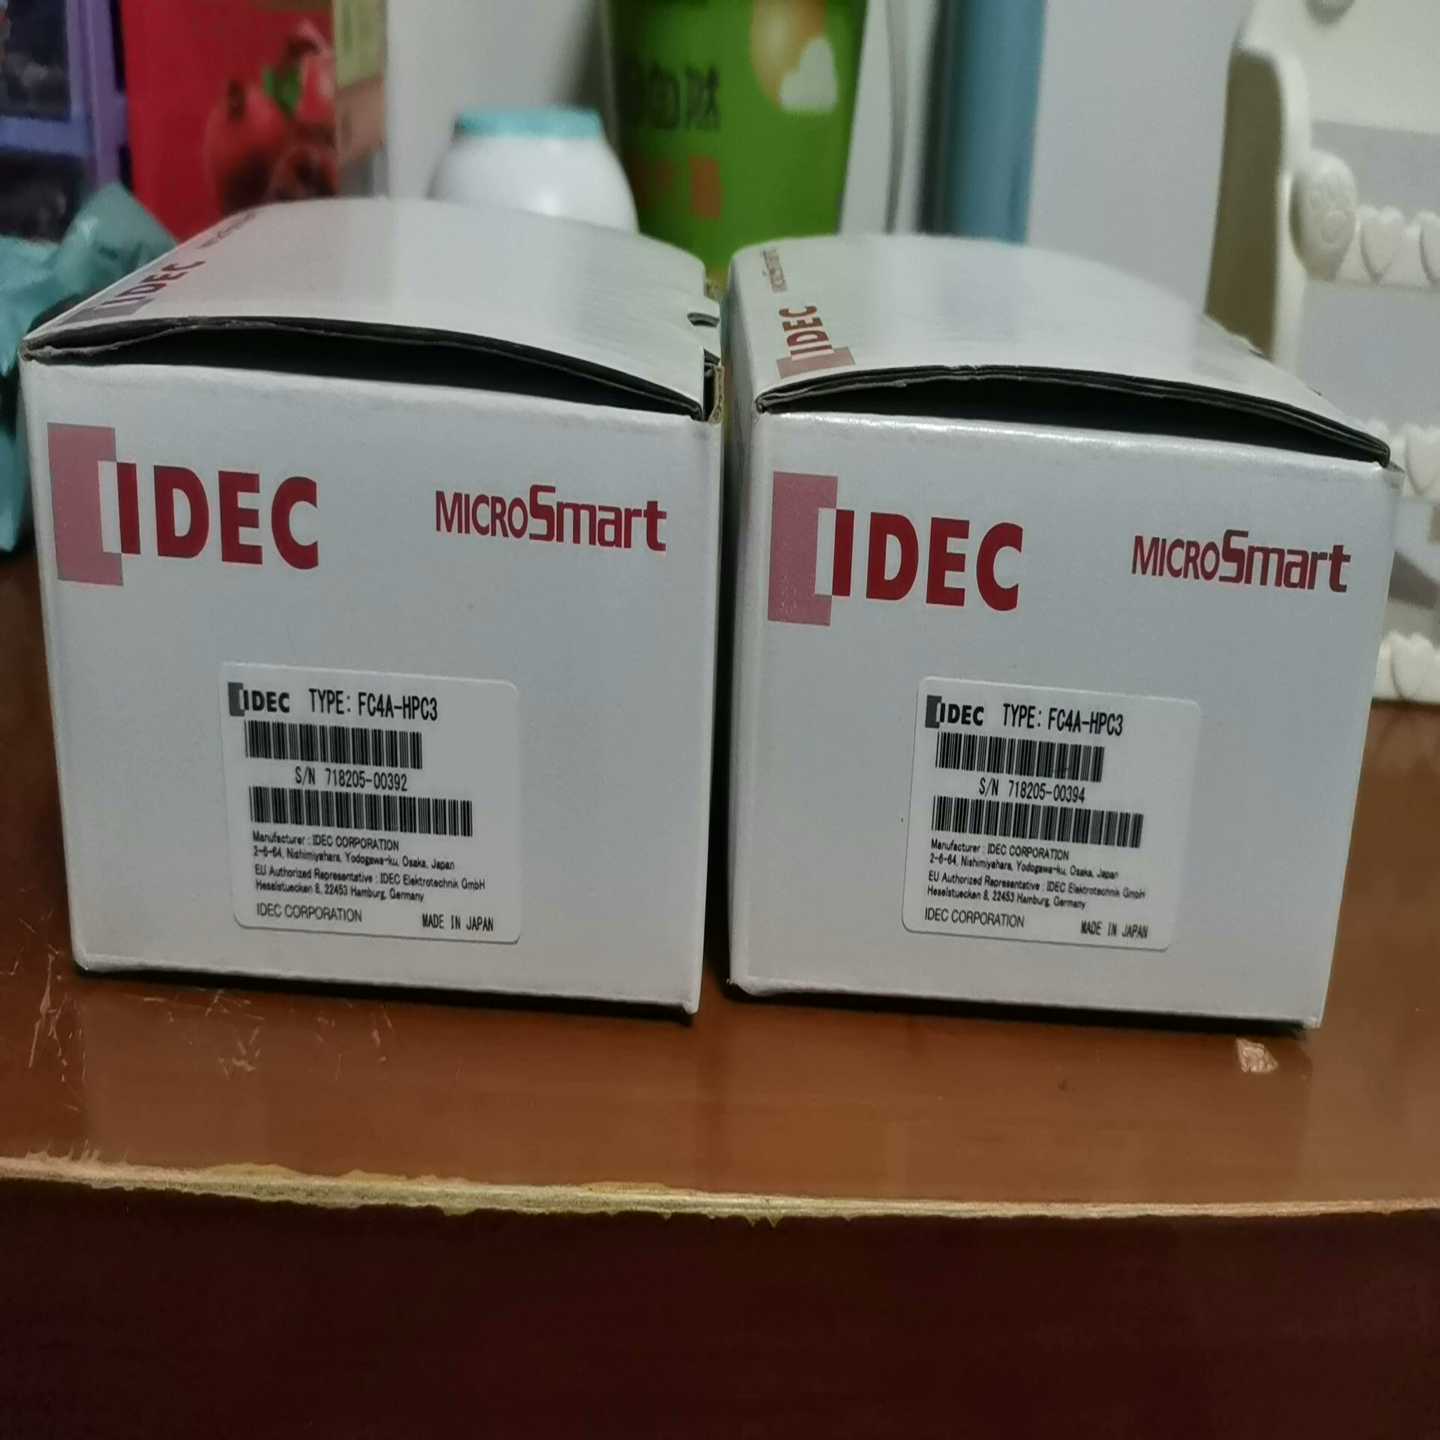 IDEC
IDEC
IDEC MICROSmart
IDEC TYPE: FC4A-HPC3
S/N 718205-00392
Manufacturer : IDEC CORPORATION
2-6-64, Nishimiyahara, Yodogawa-ku, Osaka, Japan
EU Authorized Representative : IDEC Elektrotechnik GmbH
Heselstuecken 8, 22453 Hamburg, Germany
IDEC CORPORATION MADE IN JAPAN
IDEC MICROSmart
IDEC TYPE: FC4A-HPC3
S/N 718205-00394
Manufacturer : IDEC CORPORATION
2-6-64, Nishimiyahara, Yodogawa-ku, Osaka, Japan
EU Authorized Representative : IDEC Elektrotechnik GmbH
Heselstuecken 8, 22453 Hamburg, Germany
IDEC CORPORATION MADE IN JAPAN